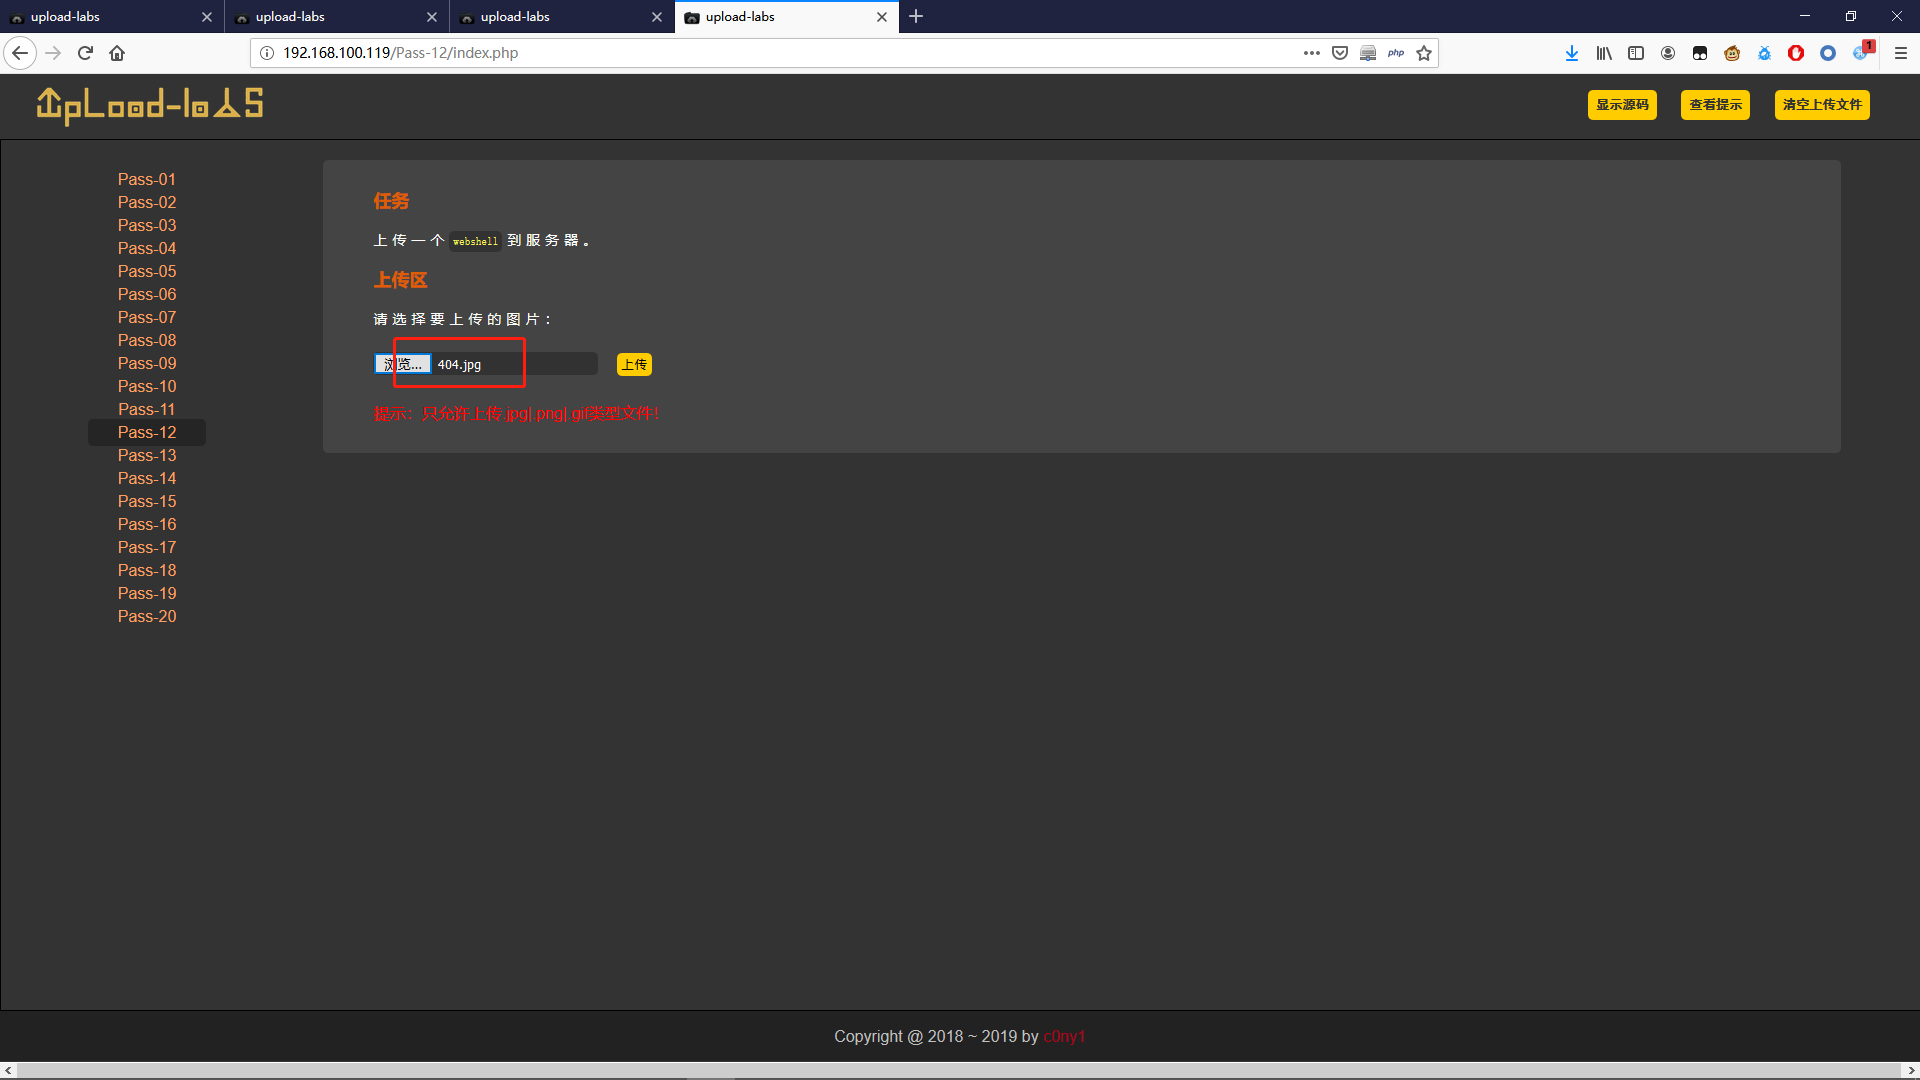 upload-labs
upload-labs
upload-labs
upload-labs
192.168.100.119/Pass-12/index.php
php
1
UpLoad-labs
显示源码
查看提示
清空上传文件
Pass-01
Pass-02
Pass-03
Pass-04
Pass-05
Pass-06
Pass-07
Pass-08
Pass-09
Pass-10
Pass-11
Pass-12
Pass-13
Pass-14
Pass-15
Pass-16
Pass-17
Pass-18
Pass-19
Pass-20
任务
上传一个 webshell 到服务器。
上传区
请选择要上传的图片：
浏览... 404.jpg
上传
提示：只允许上传.jpg|.png|.gif类型文件！
Copyright @ 2018 ~ 2019 by c0ny1